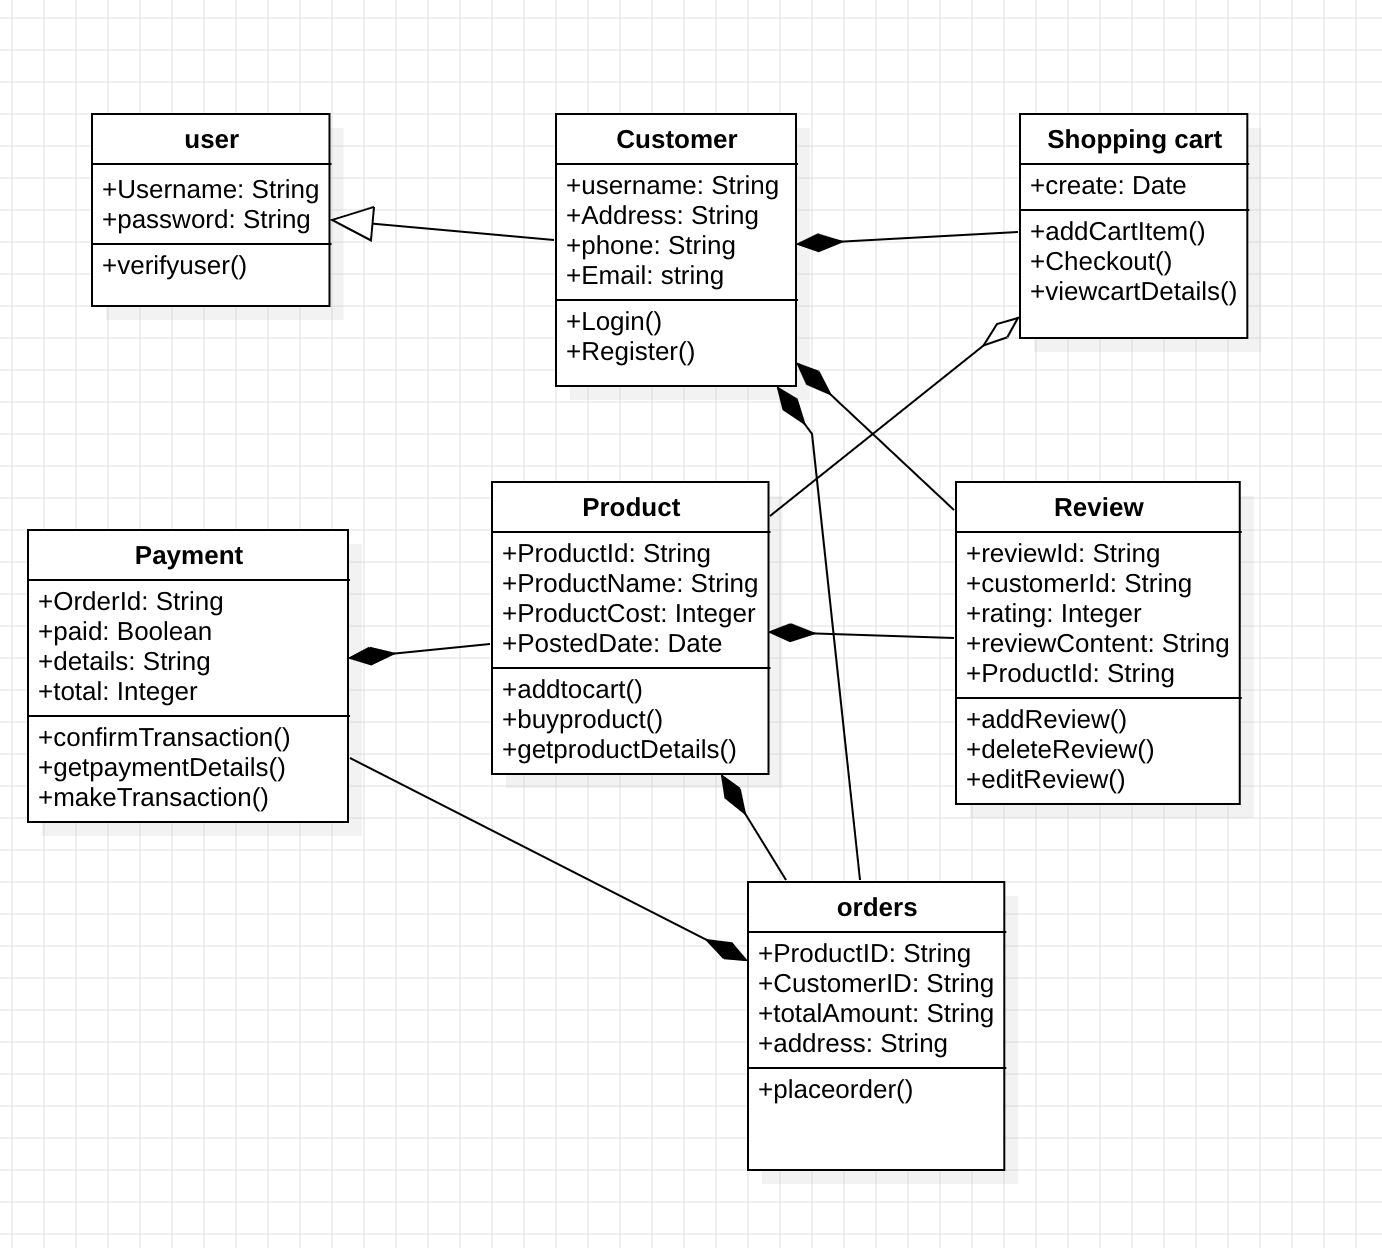 user
+Username: String
+password: String
+verifyuser()
Customer
+username: String
+Address: String
+phone: String
+Email: string
+Login()
+Register()
Shopping cart
+create: Date
+addCartItem()
+Checkout()
+viewcartDetails()
Payment
+OrderId: String
+paid: Boolean
+details: String
+total: Integer
+confirmTransaction()
+getpaymentDetails()
+makeTransaction()
Product
+ProductId: String
+ProductName: String
+ProductCost: Integer
+PostedDate: Date
+addtocart()
+buyproduct()
+getproductDetails()
Review
+reviewId: String
+customerId: String
+rating: Integer
+reviewContent: String
+ProductId: String
+addReview()
+deleteReview()
+editReview()
orders
+ProductID: String
+CustomerID: String
+totalAmount: String
+address: String
+placeorder()